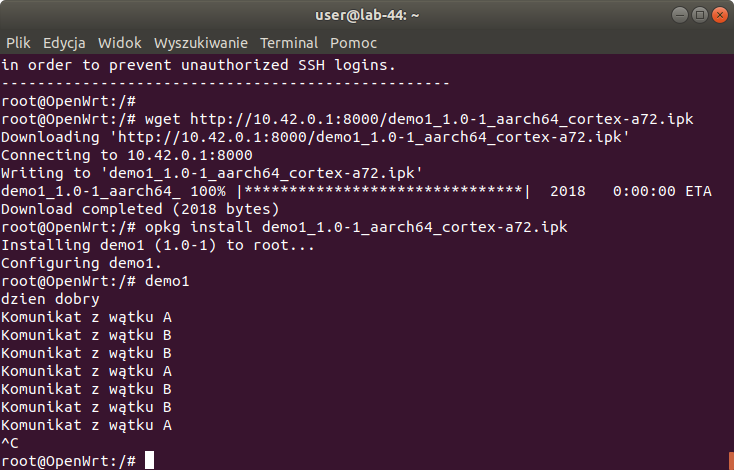 user@lab-44: ~
Plik Edycja Widok Wyszukiwanie Terminal Pomoc
in order to prevent unauthorized SSH logins.
--------------------------------------------------
root@OpenWrt:/#
root@OpenWrt:/# wget http://10.42.0.1:8000/demo1_1.0-1_aarch64_cortex-a72.ipk
Downloading 'http://10.42.0.1:8000/demo1_1.0-1_aarch64_cortex-a72.ipk'
Connecting to 10.42.0.1:8000
Writing to 'demo1_1.0-1_aarch64_cortex-a72.ipk'
demo1_1.0-1_aarch64_ 100% |*******************************|  2018   0:00:00 ETA
Download completed (2018 bytes)
root@OpenWrt:/# opkg install demo1_1.0-1_aarch64_cortex-a72.ipk
Installing demo1 (1.0-1) to root...
Configuring demo1.
root@OpenWrt:/# demo1
dzien dobry
Komunikat z wątku A
Komunikat z wątku B
Komunikat z wątku B
Komunikat z wątku A
Komunikat z wątku B
Komunikat z wątku B
Komunikat z wątku A
^C
root@OpenWrt:/#